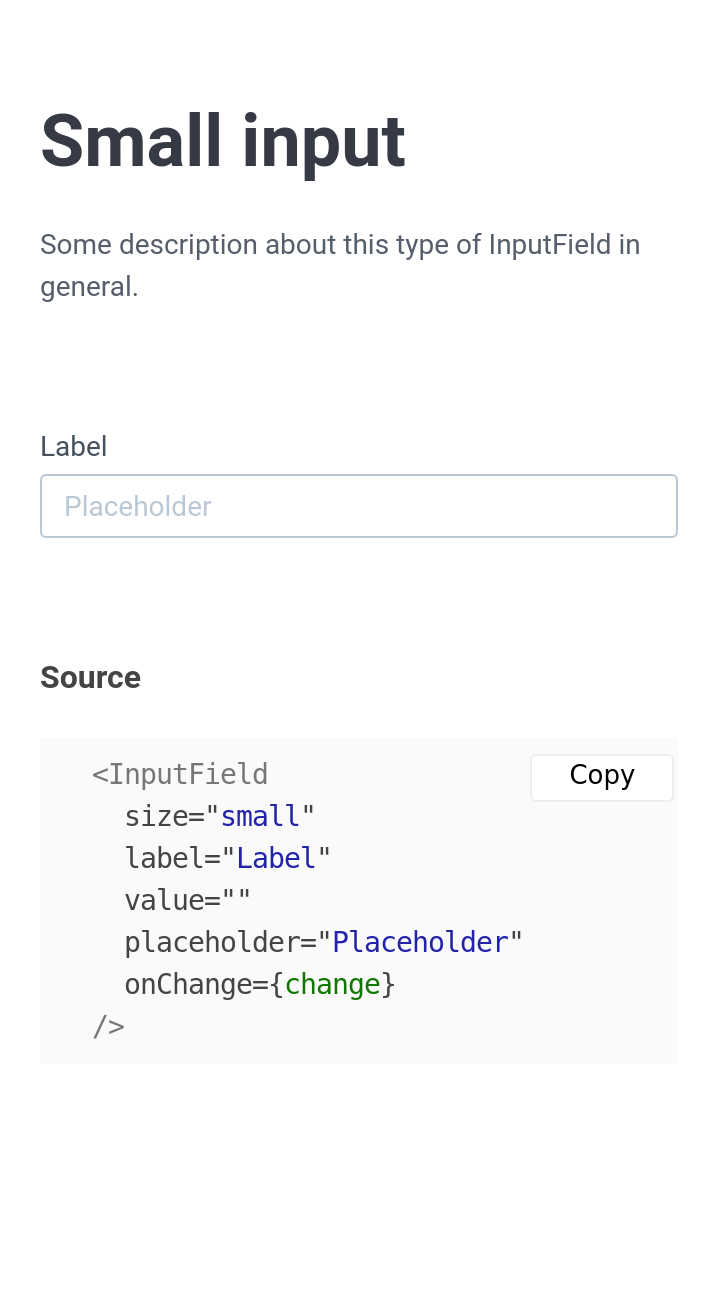 Small input
Some description about this type of InputField in
general.
Label
Placeholder
Source
<InputField
Copy
size="small"
label="Label"
value=""
placeholder="Placeholder"
onChange={change}
/>